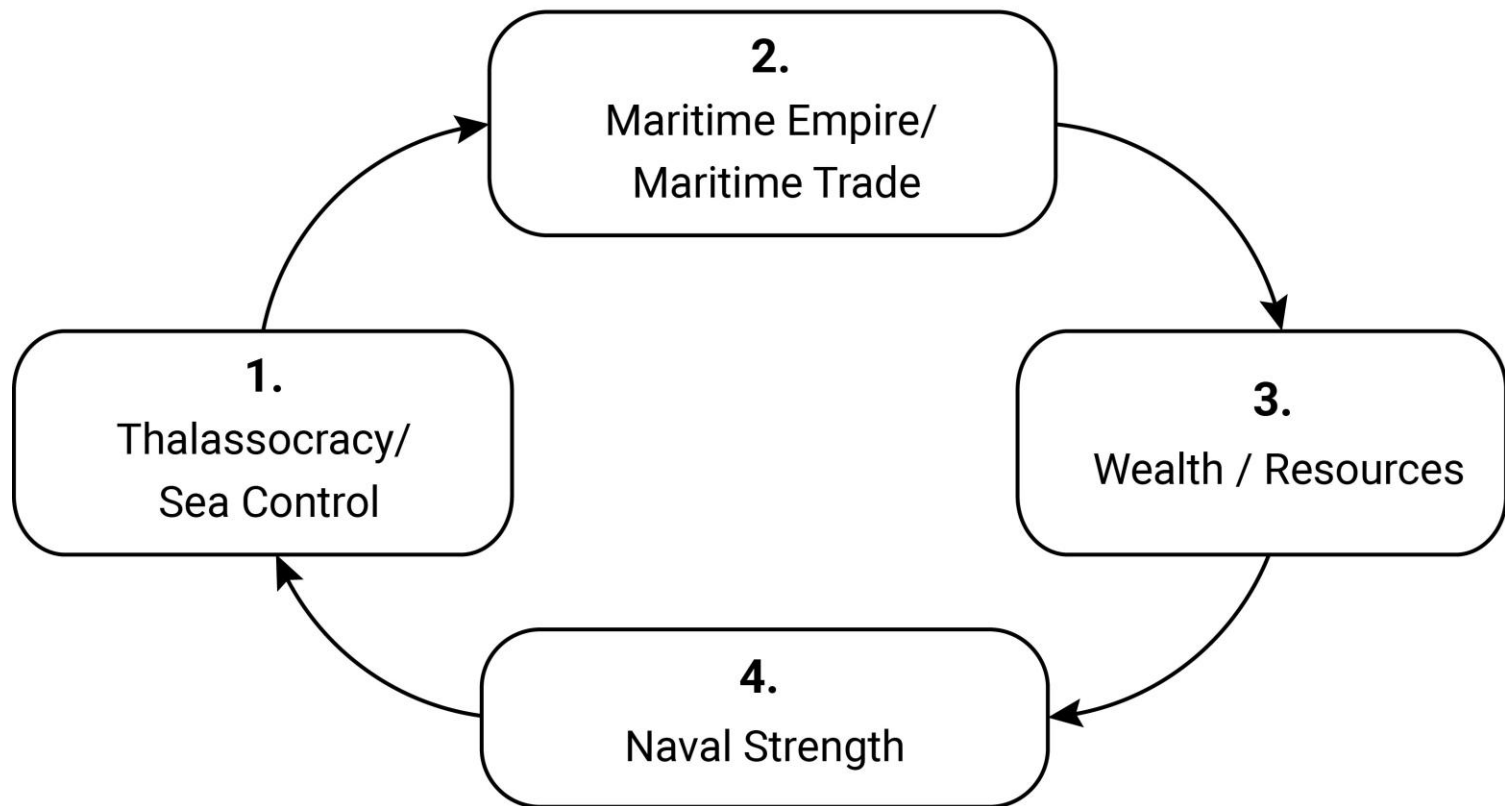 1.
Thalassocracy/
Sea Control
2.
Maritime Empire/
Maritime Trade
3.
Wealth / Resources
4.
Naval Strength